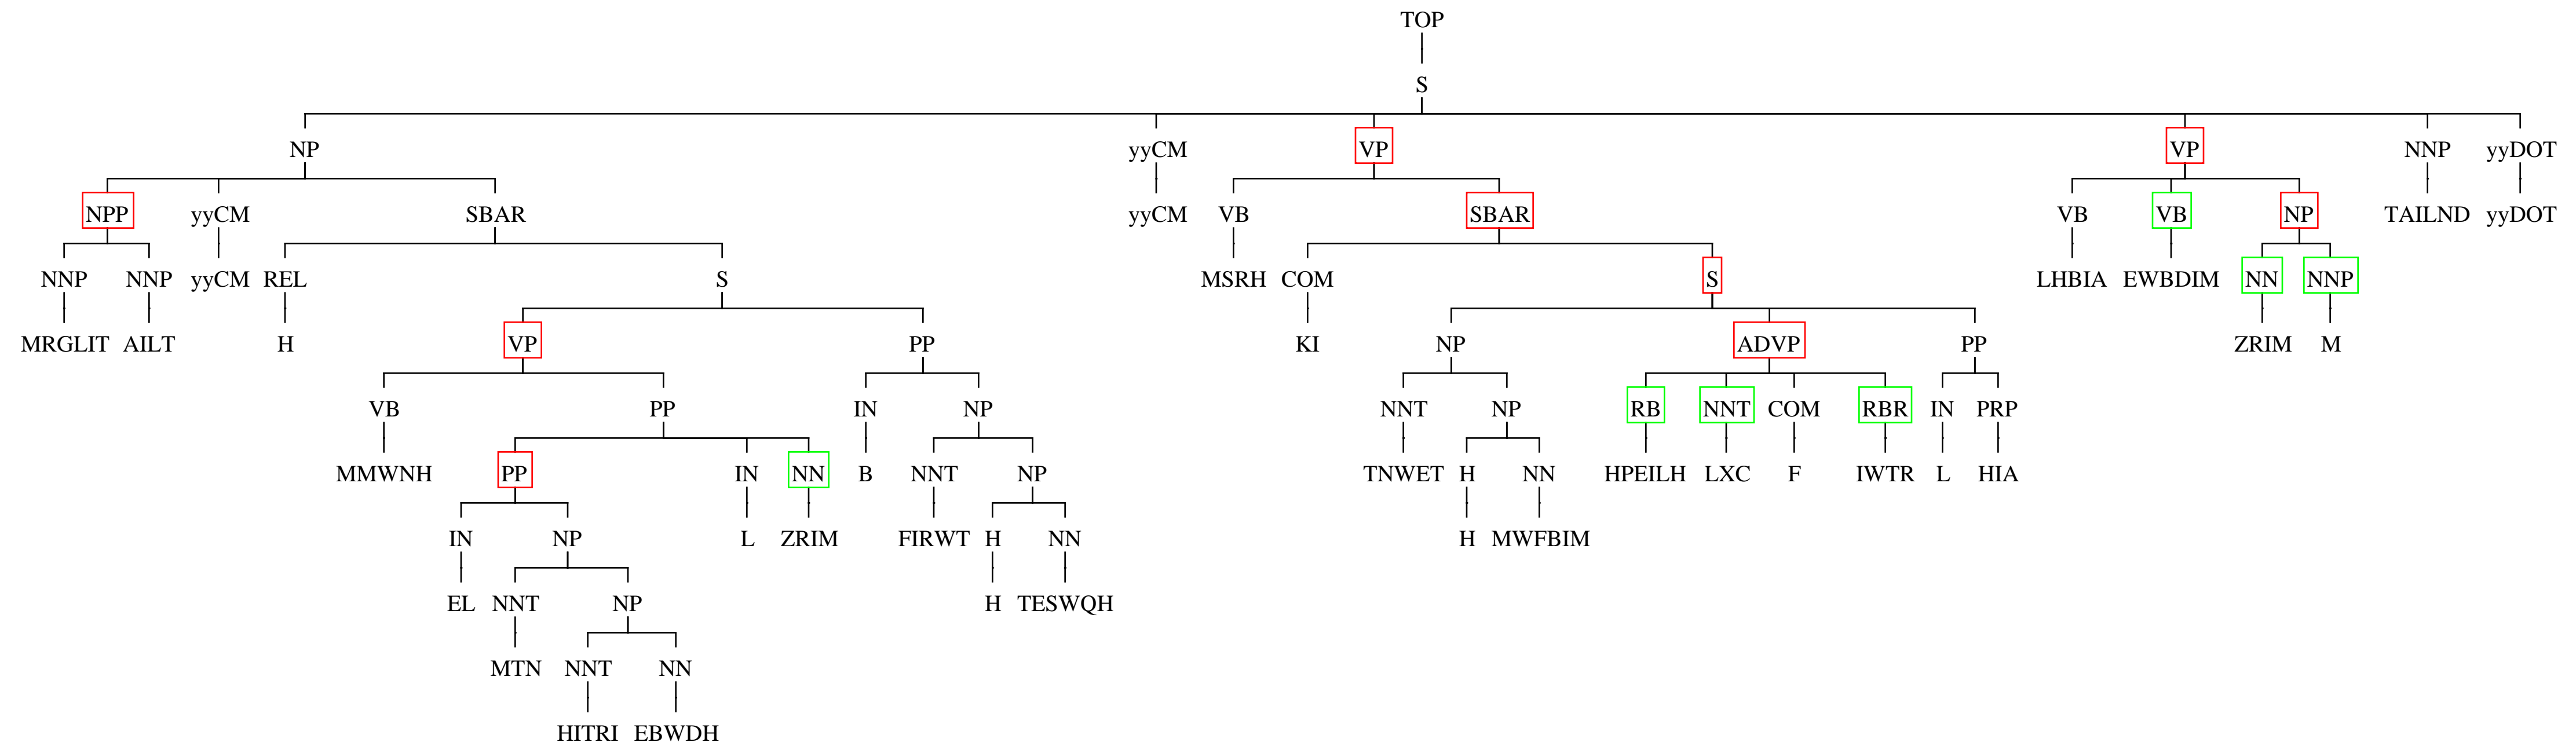 TOP
S
NP yyCM VP VP NNP yyDOT
NPP yyCM SBAR yyCM VB SBAR VB VB NP TAILND yyDOT
NNP NNP yyCM REL S MSRH COM S LHBIA EWBDIM NN NNP
MRGLIT AILT H VP PP KI NP ADVP PP ZRIM M
VB PP IN NP NNT NP RB NNT COM RBR IN PRP
MMWNH PP IN NN B NNT NP TNWET H NN HPEILH LXC F IWTR L HIA
IN NP L ZRIM FIRWT H NN H MWFBIM
EL NNT NP H TESWQH
MTN NNT NN
HITRI EBWDH